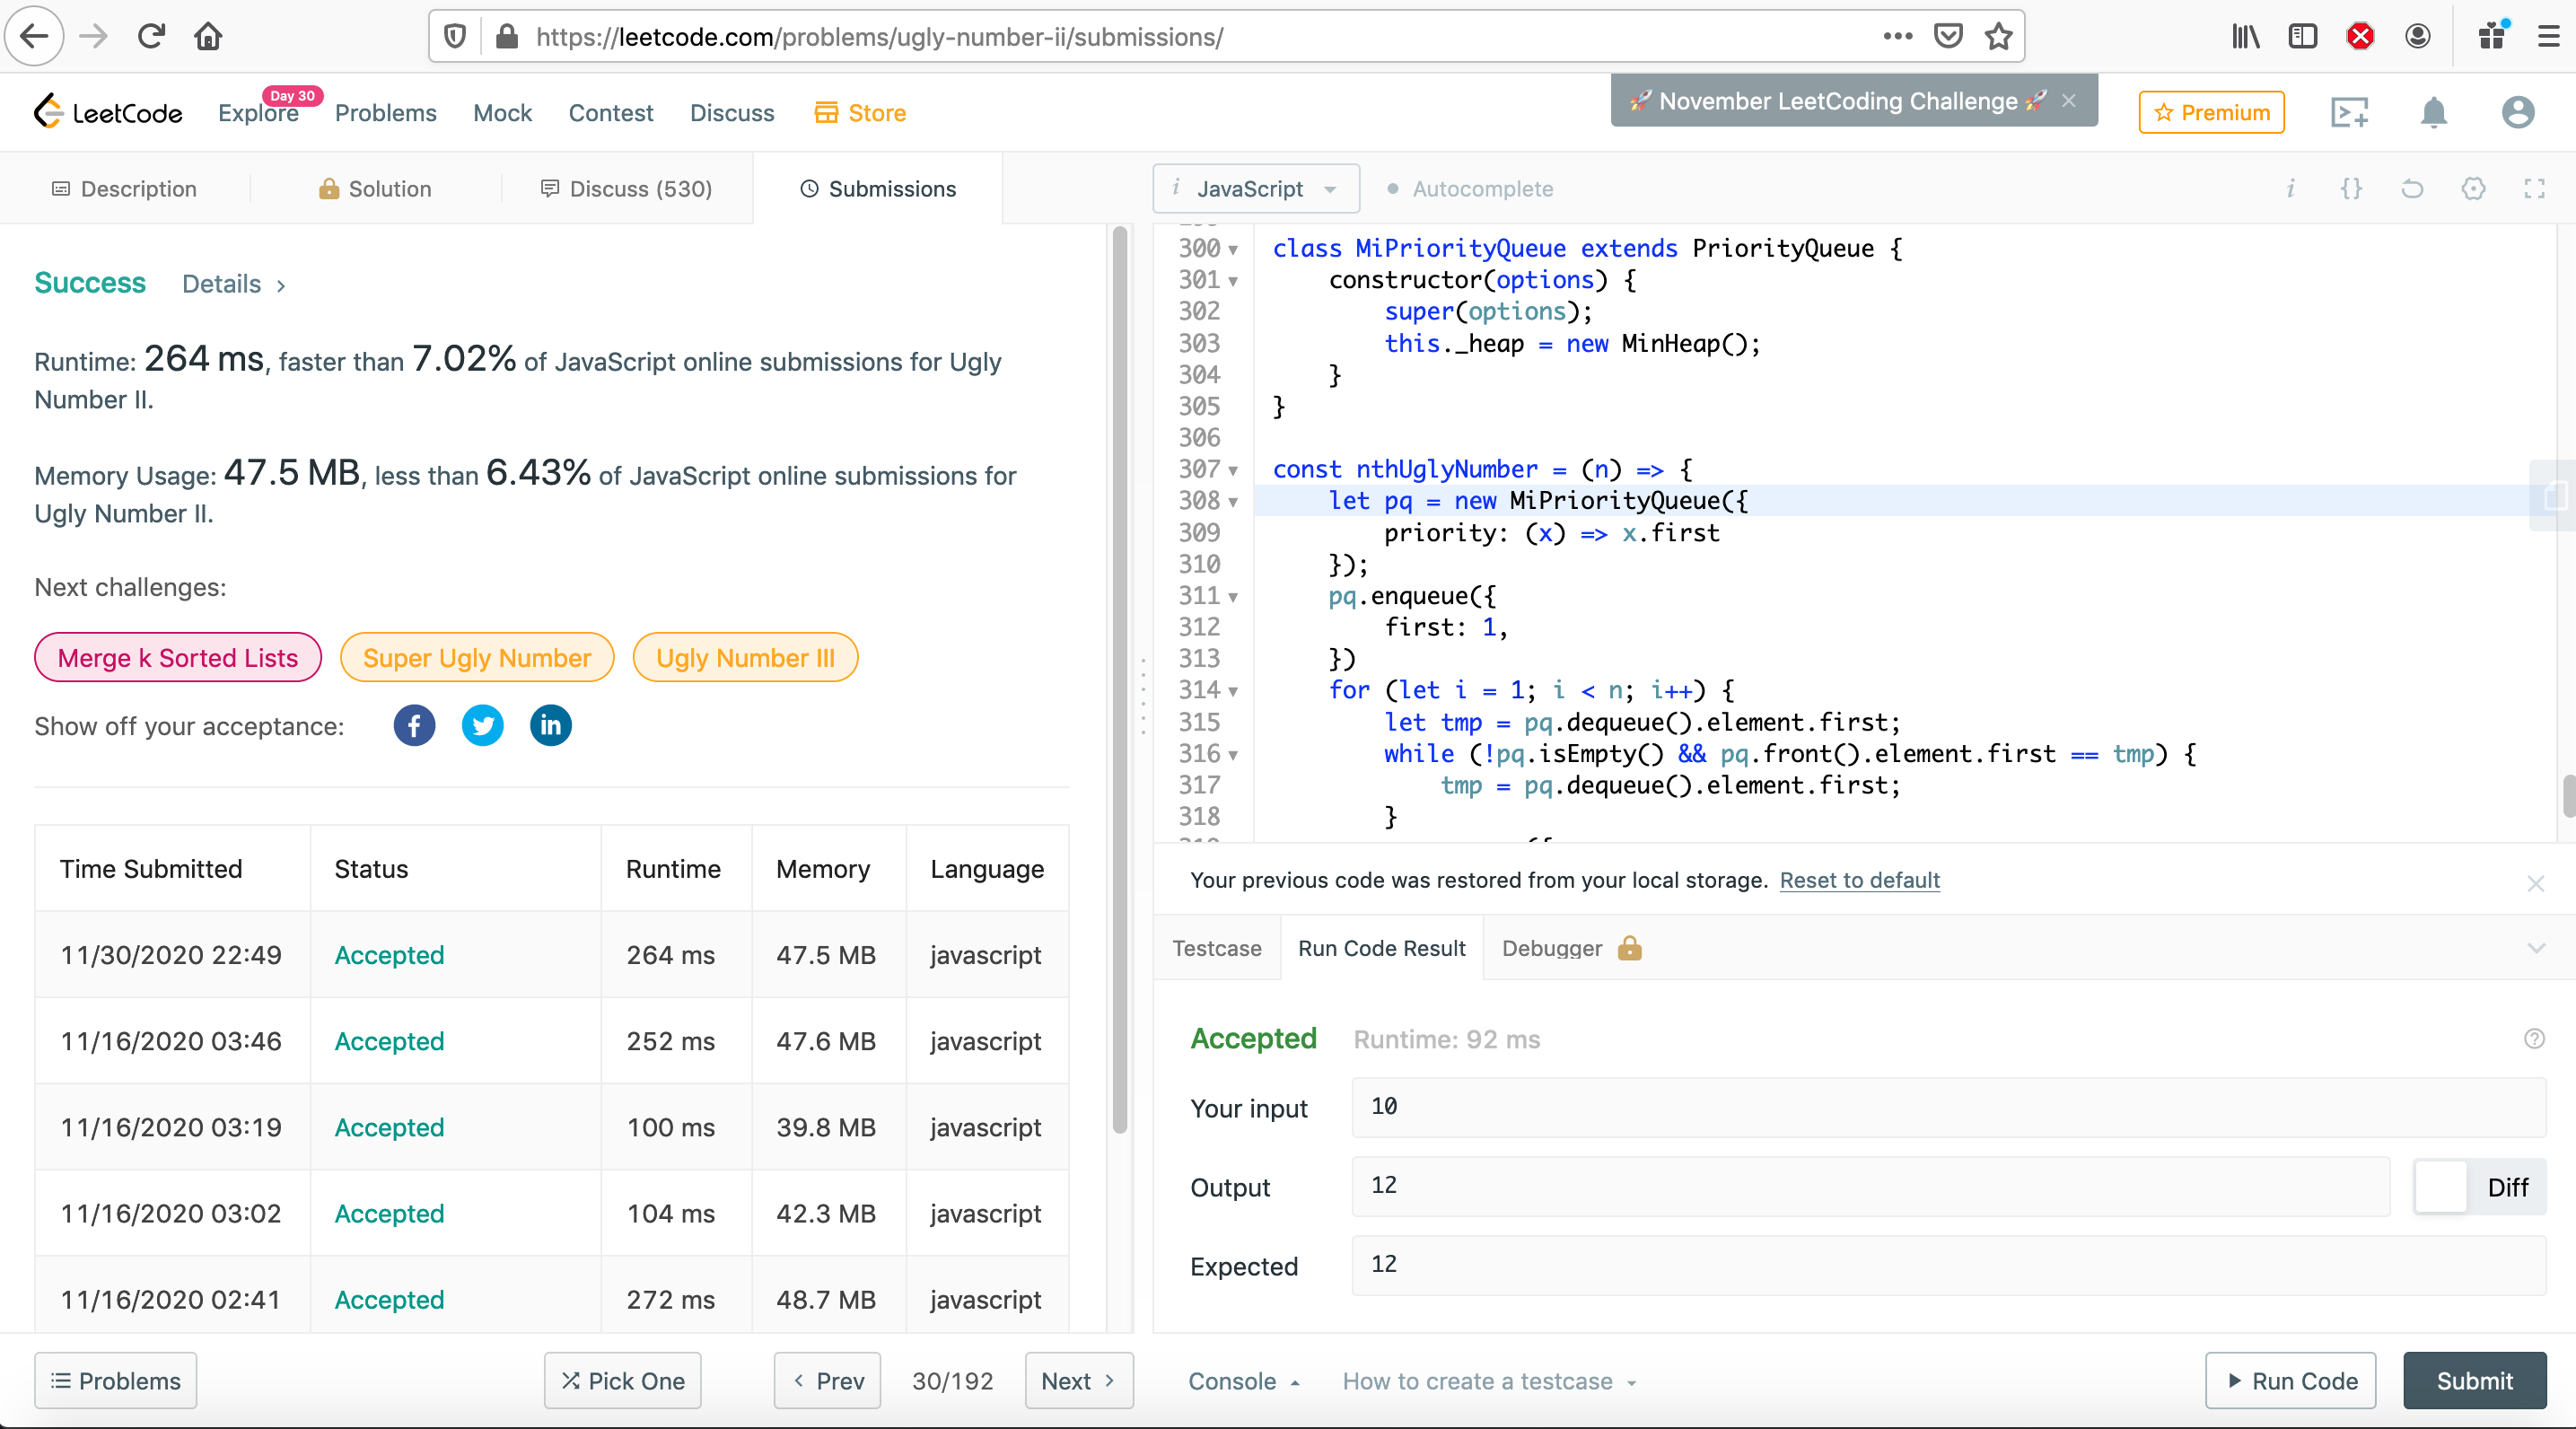 https://leetcode.com/problems/ugly-number-ii/submissions/
LeetCode
Explore
Day 30
Problems
Mock
Contest
Discuss
Store
🚀 November LeetCoding Challenge 🚀
Premium
Description
Solution
Discuss (530)
Submissions
Success
Details
Runtime: 264 ms, faster than 7.02% of JavaScript online submissions for Ugly
Number II.
Memory Usage: 47.5 MB, less than 6.43% of JavaScript online submissions for
Ugly Number II.
Next challenges:
Merge k Sorted Lists
Super Ugly Number
Ugly Number III
Show off your acceptance:
Time Submitted Status Runtime Memory Language
11/30/2020 22:49 Accepted 264 ms 47.5 MB javascript
11/16/2020 03:46 Accepted 252 ms 47.6 MB javascript
11/16/2020 03:19 Accepted 100 ms 39.8 MB javascript
11/16/2020 03:02 Accepted 104 ms 42.3 MB javascript
11/16/2020 02:41 Accepted 272 ms 48.7 MB javascript
Problems
Pick One
Prev
30/192
Next
JavaScript
Autocomplete
300 class MiPriorityQueue extends PriorityQueue {
301 constructor(options) {
302 super(options);
303 this._heap = new MinHeap();
304 }
305 }
306
307 const nthUglyNumber = (n) => {
308 let pq = new MiPriorityQueue({
309 priority: (x) => x.first
310 });
311 pq.enqueue({
312 first: 1,
313 })
314 for (let i = 1; i < n; i++) {
315 let tmp = pq.dequeue().element.first;
316 while (!pq.isEmpty() && pq.front().element.first == tmp) {
317 tmp = pq.dequeue().element.first;
318 }
Your previous code was restored from your local storage. Reset to default
Testcase
Run Code Result
Debugger
Accepted Runtime: 92 ms
Your input 10
Output 12
Diff
Expected 12
Console
How to create a testcase
Run Code
Submit